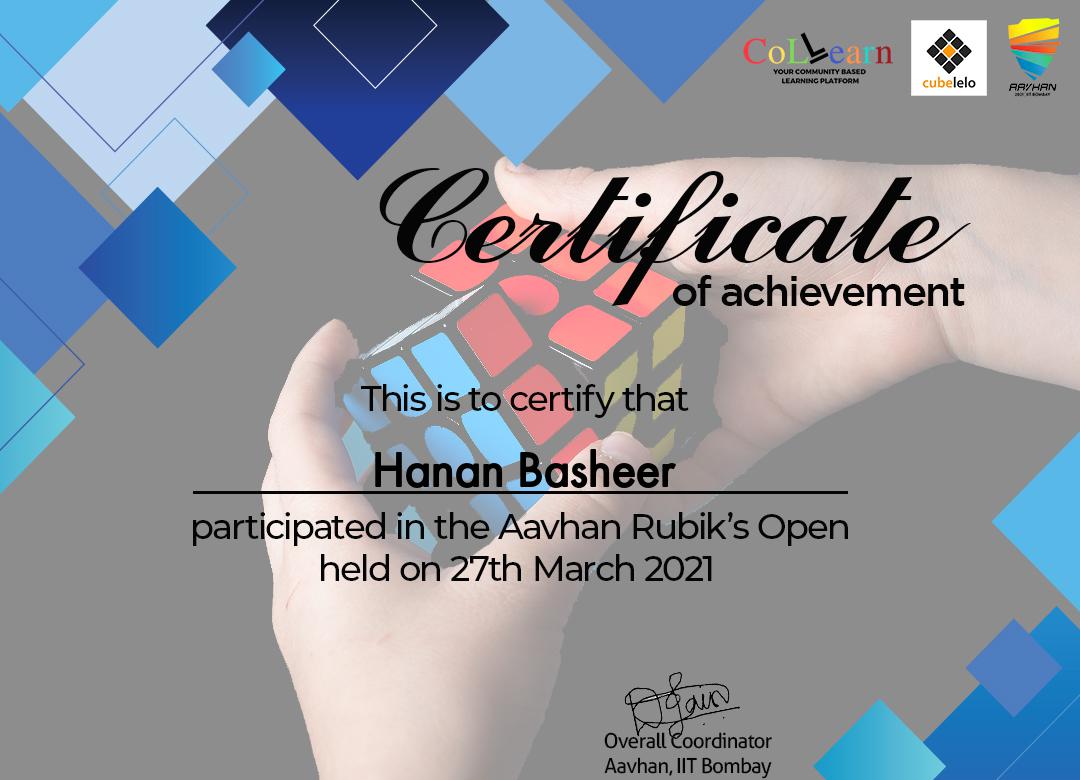 CoLLearn
YOUR COMMUNITY BASED
LEARNING PLATFORM
cubelelo
AAVHAN
2021 IIT BOMBAY
Certificate
of achievement
This is to certify that
Hanan Basheer
participated in the Aavhan Rubik's Open
held on 27th March 2021
Overall Coordinator
Aavhan, IIT Bombay